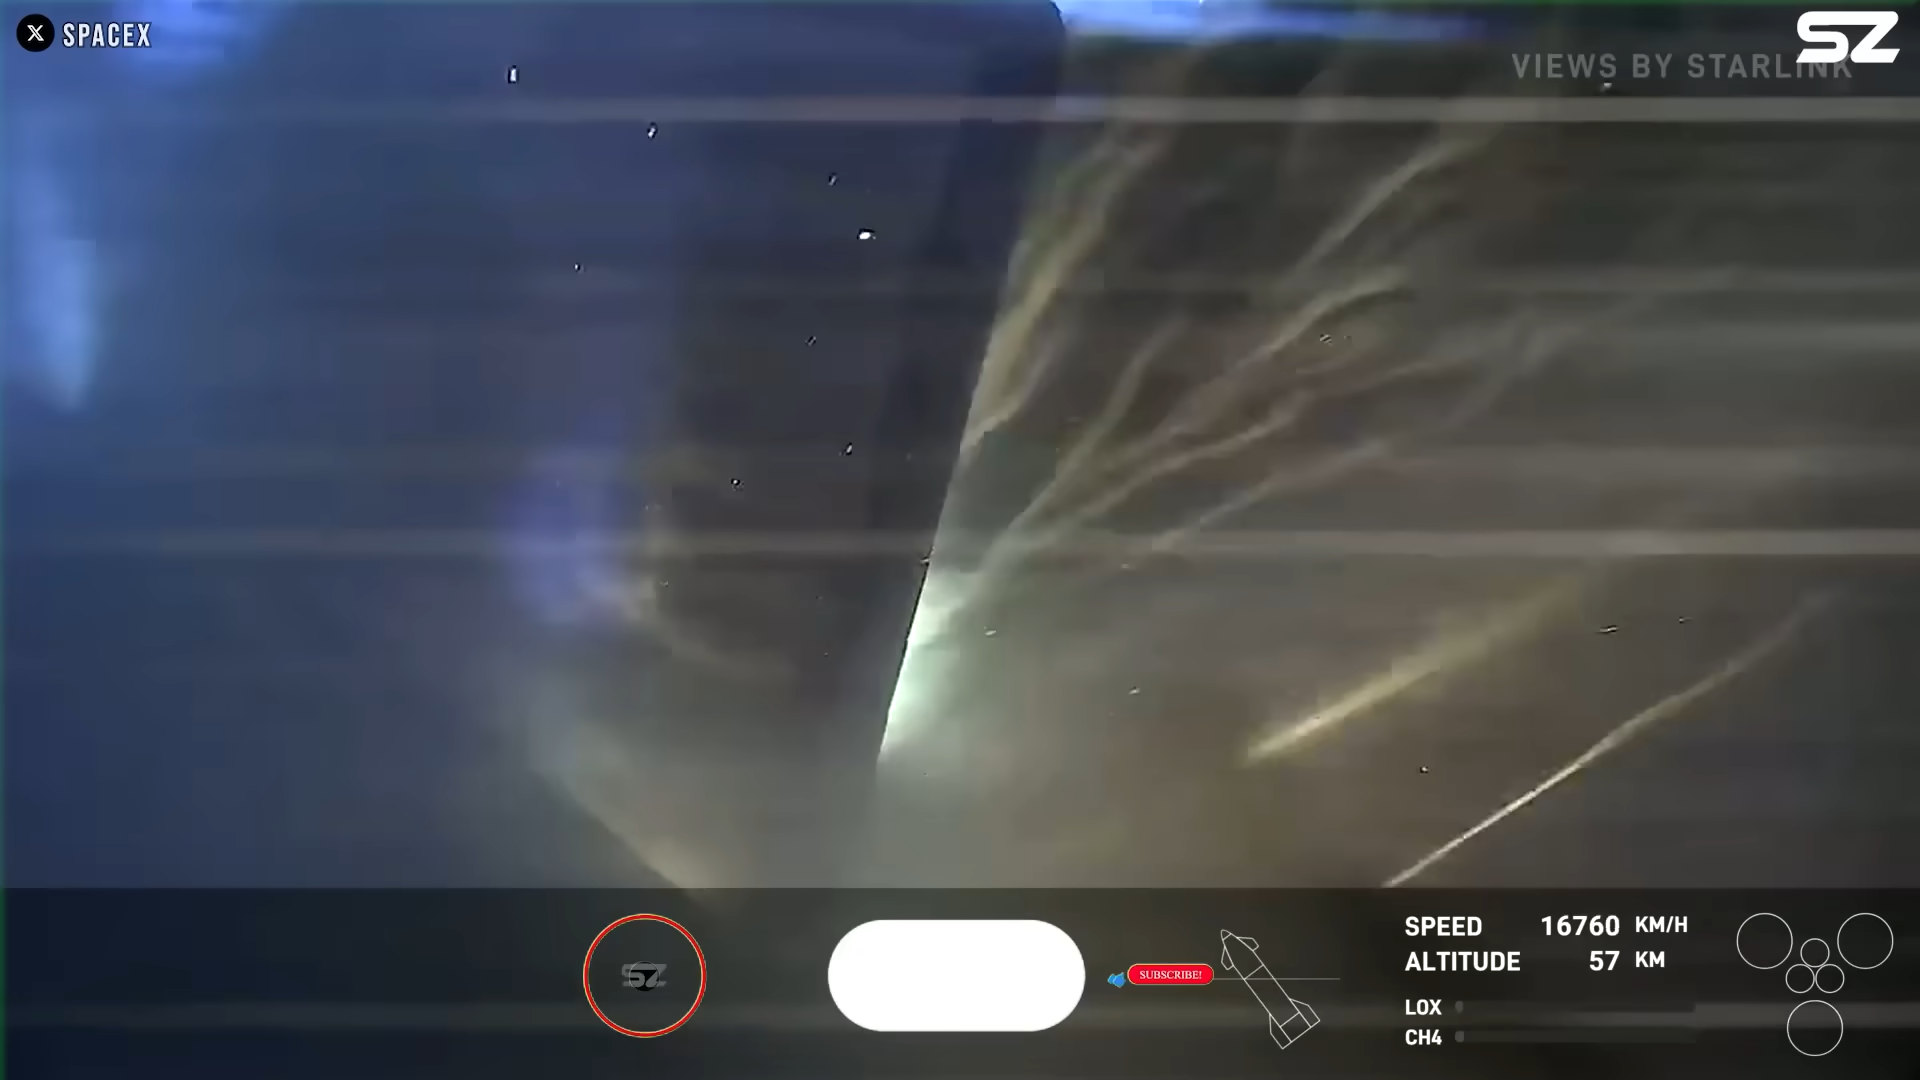 X SPACEX
SZ
VIEWS BY STARLINK
SZ
SUBSCRIBE!
SPEED 16760 KM/H
ALTITUDE 57 KM
LOX
CH4